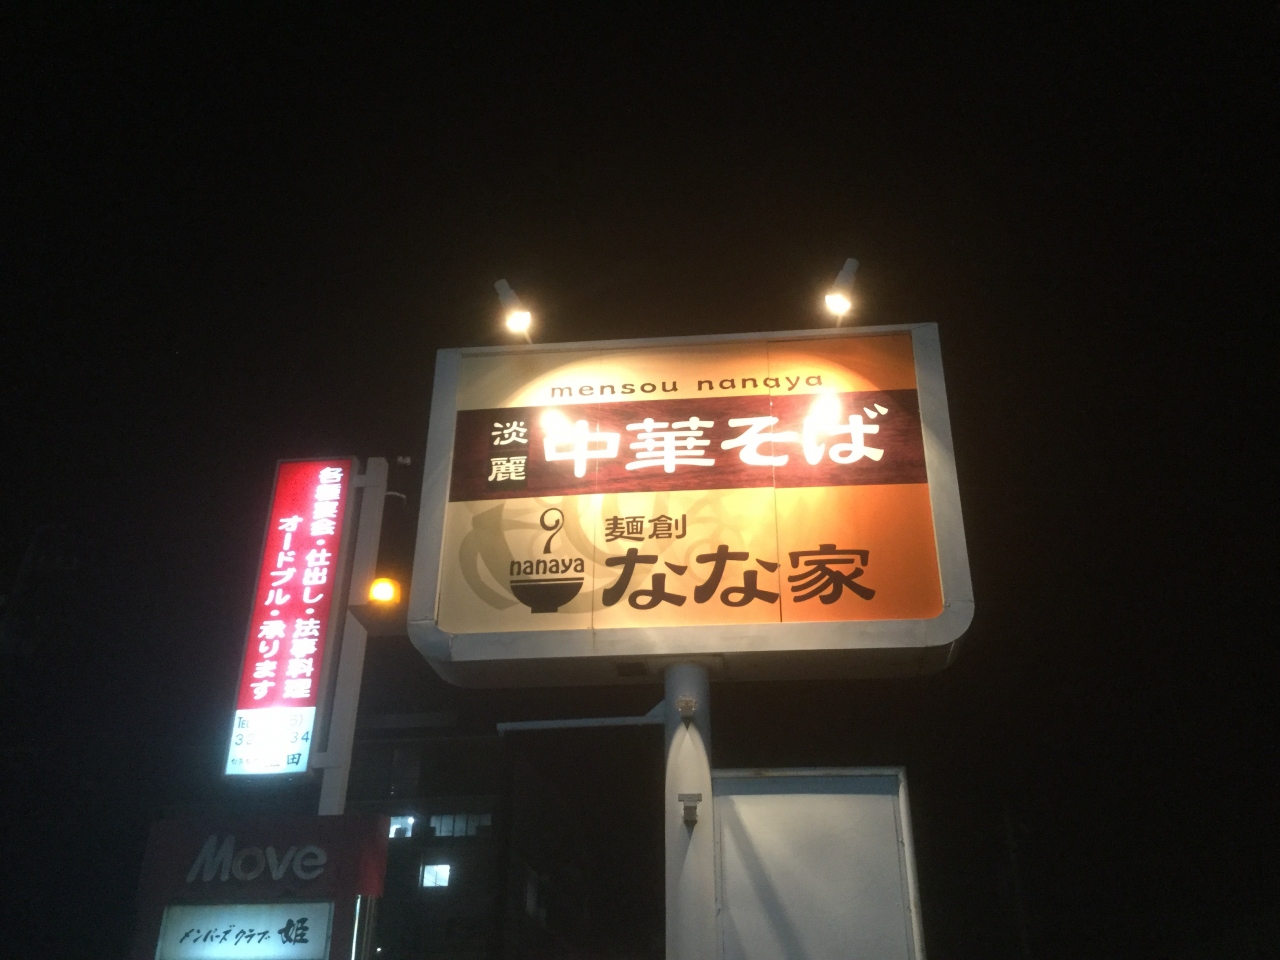 mensou nanaya
淡麗
中華そば
麺創
nanaya
なな家
各種宴会・仕出し・法事料理
オードブル・承ります
Move
メンバーズクラブ 姫